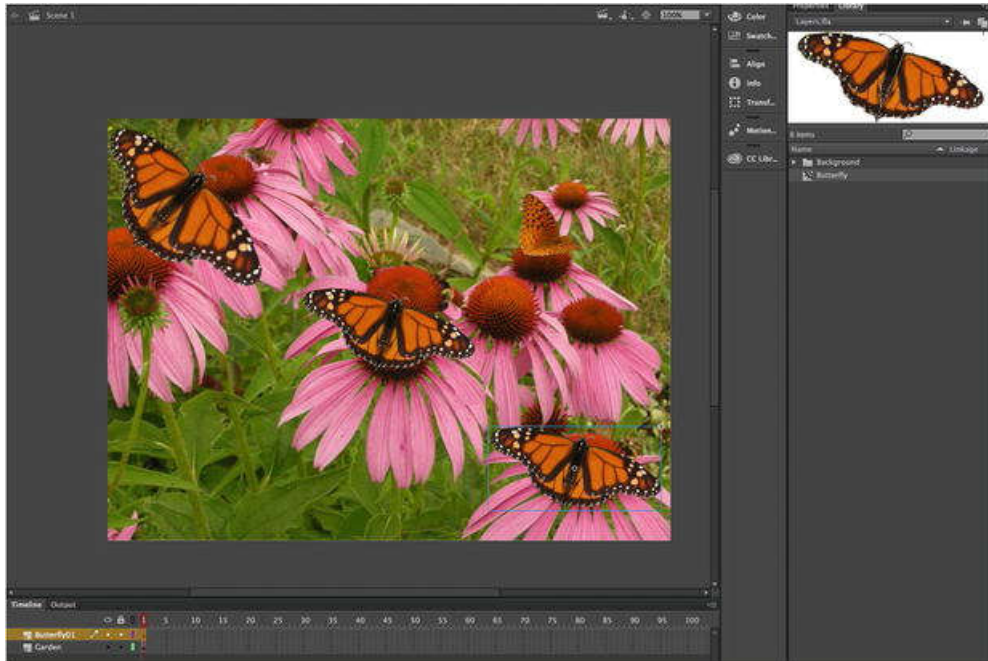 Scene 1
100%
Color
Swatch...
Align
Info
Transf...
Motion...
CC Libr...
Properties Library
Layers.fla
6 items
Name Linkage
Background
Butterfly
Timeline Output
1 5 10 15 20 25 30 35 40 45 50 55 60 65 70 75 80 85 90 95 100
Butterfly01
Garden